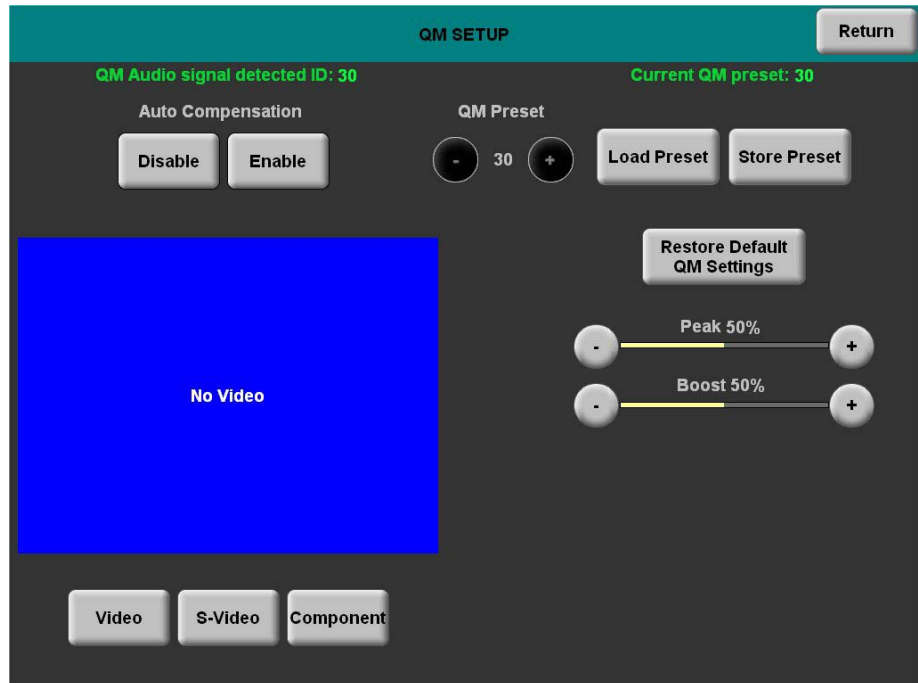 QM SETUP
Return
QM Audio signal detected ID: 30
Current QM preset: 30
Auto Compensation
QM Preset
Disable
Enable
-
30
+
Load Preset
Store Preset
Restore Default
QM Settings
Peak 50%
-
+
No Video
Boost 50%
-
+
Video
S-Video
Component